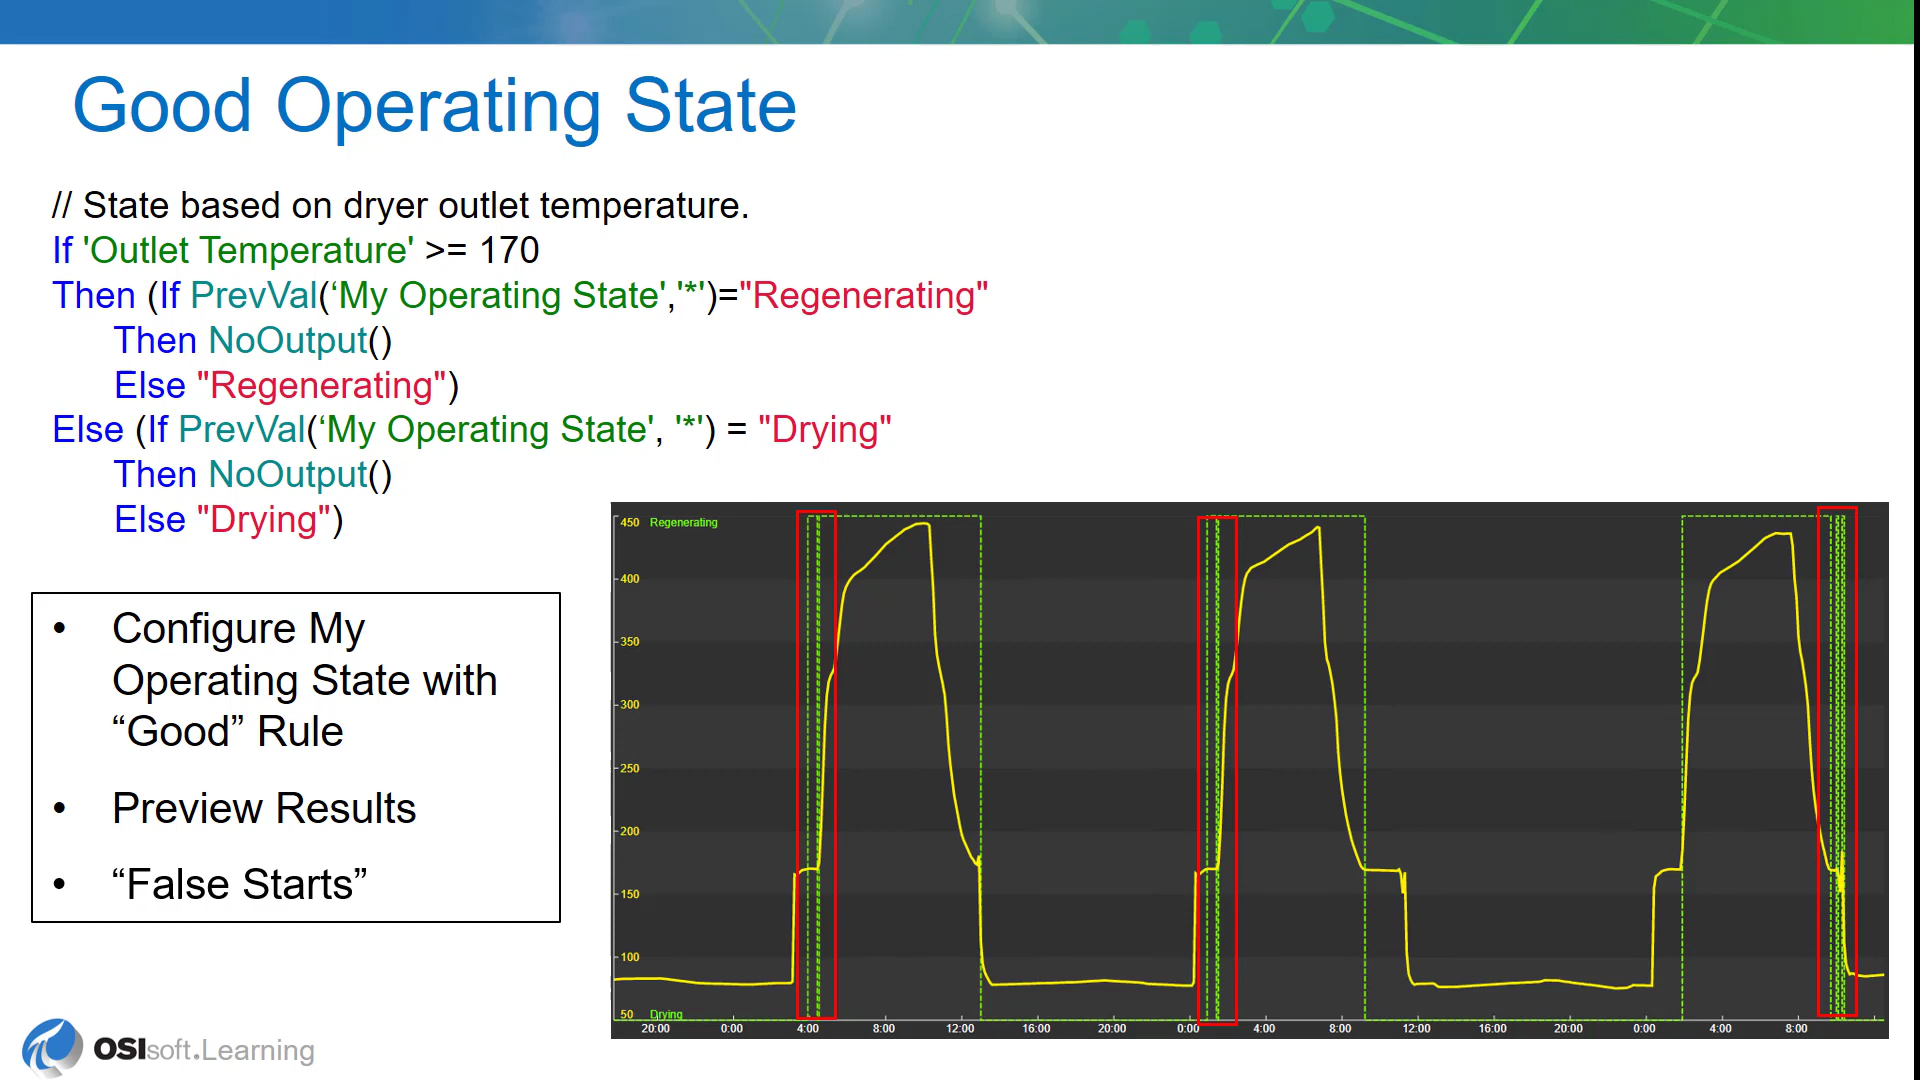 Good Operating State
// State based on dryer outlet temperature.
If 'Outlet Temperature' >= 170
Then (If PrevVal(‘My Operating State','*')="Regenerating"
Then NoOutput()
Else "Regenerating")
Else (If PrevVal(‘My Operating State', '*') = "Drying"
Then NoOutput()
Else "Drying")
• Configure My
Operating State with
“Good” Rule
• Preview Results
• “False Starts”
450 Regenerating
400
350
300
250
200
150
100
50 Drying
20:00 0:00 4:00 8:00 12:00 16:00 20:00 0:00 4:00 8:00 12:00 16:00 20:00 0:00 4:00 8:00
OSIsoft.Learning